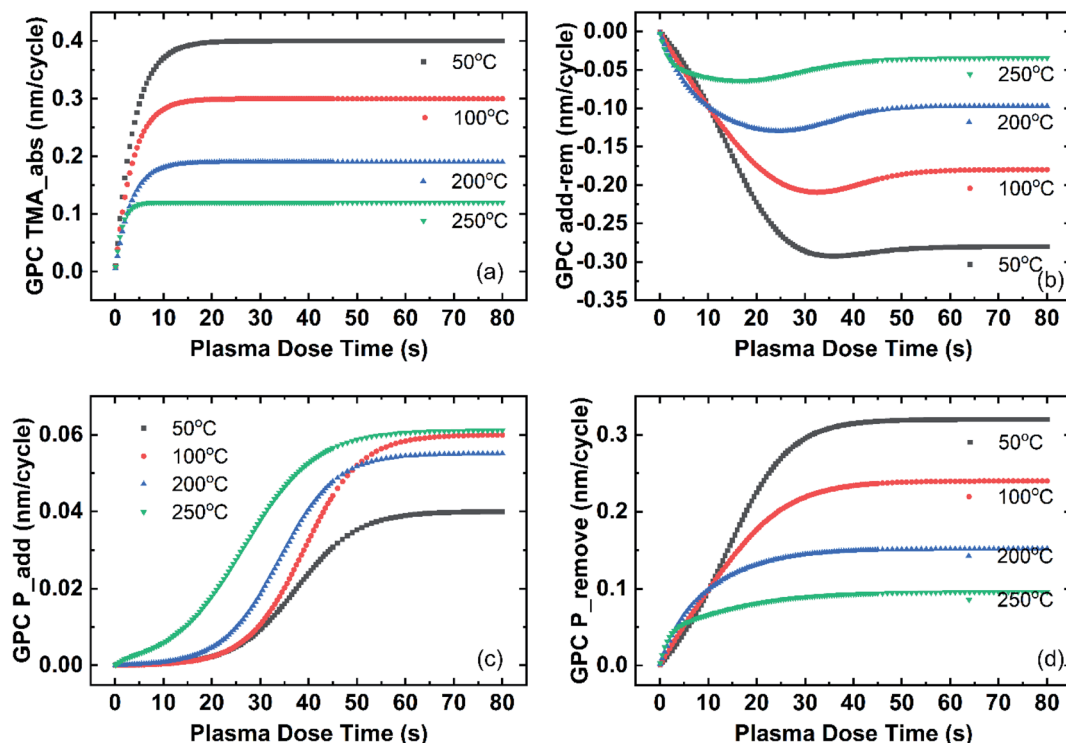 GPC TMA_abs (nm/cycle)
0.4
0.3
0.2
0.1
0.0
50°C
100°C
200°C
250°C
(a)
0 10 20 30 40 50 60 70 80
Plasma Dose Time (s)
GPC add-rem (nm/cycle)
0.00
-0.05
-0.10
-0.15
-0.20
-0.25
-0.30
-0.35
250°C
200°C
100°C
50°C
(b)
0 10 20 30 40 50 60 70 80
Plasma Dose Time (s)
GPC P_add (nm/cycle)
0.06
0.04
0.02
0.00
50°C
100°C
200°C
250°C
(c)
0 10 20 30 40 50 60 70 80
Plasma Dose Time (s)
GPC P_remove (nm/cycle)
0.3
0.2
0.1
0.0
50°C
100°C
200°C
250°C
(d)
0 10 20 30 40 50 60 70 80
Plasma Dose Time (s)